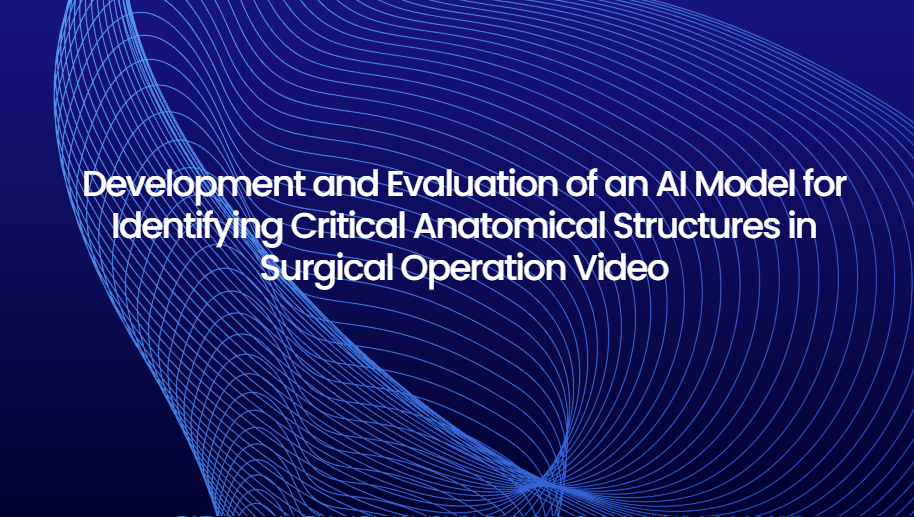 Development and Evaluation of an AI Model for
Identifying Critical Anatomical Structures in
Surgical Operation Video